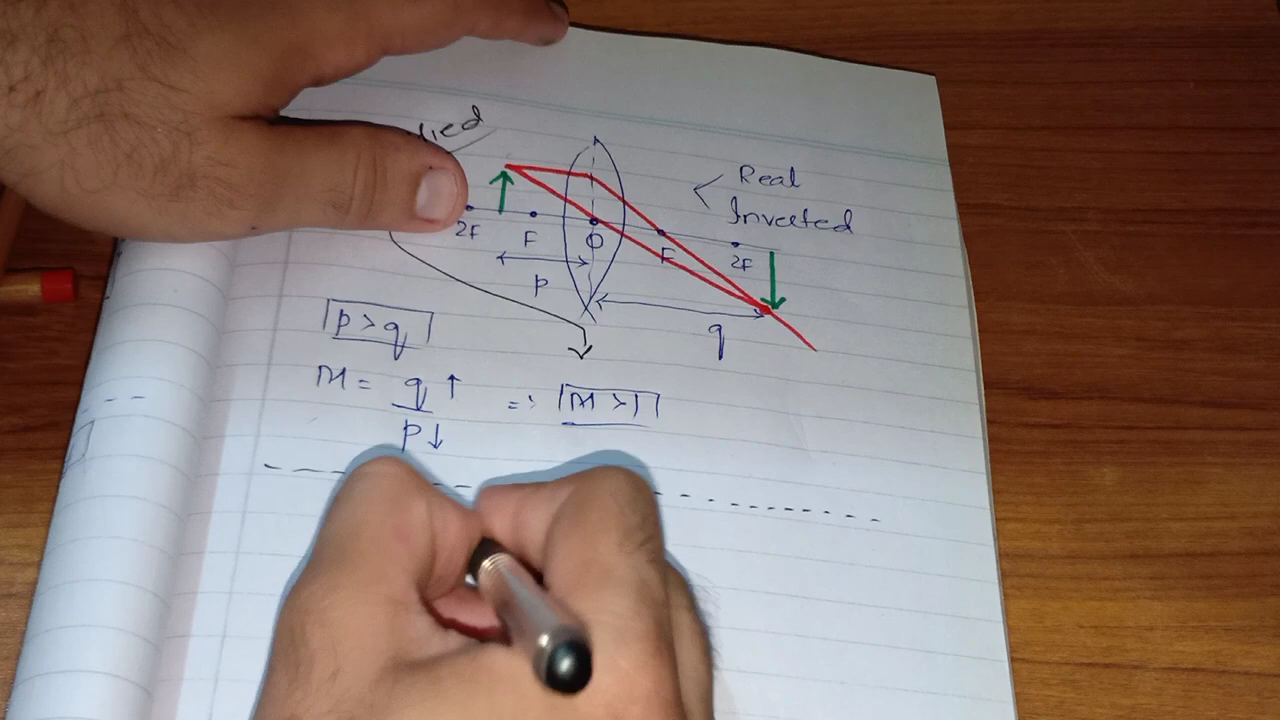 Real
Inverted
2F F O F 2F
p
q
p > q
M = q ↑ => M > 1
p ↓